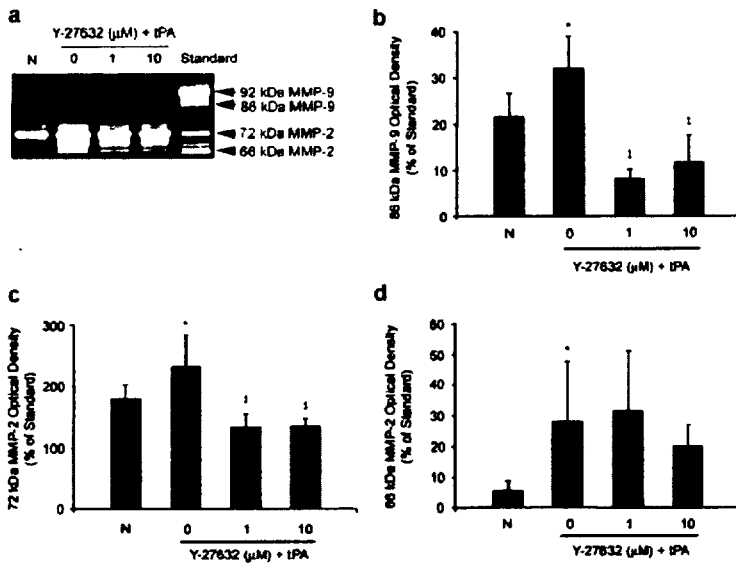 a
Y-27632 (μM) + tPA
N 0 1 10 Standard
92 kDa MMP-9
86 kDa MMP-9
72 kDa MMP-2
66 kDa MMP-2
b
86 kDa MMP-9 Optical Density
(% of Standard)
40
30
20
10
0
*
‡
‡
N 0 1 10
Y-27632 (μM) + tPA
c
72 kDa MMP-2 Optical Density
(% of Standard)
300
200
100
0
*
‡
‡
N 0 1 10
Y-27632 (μM) + tPA
d
66 kDa MMP-2 Optical Density
(% of Standard)
60
50
40
30
20
10
0
*
N 0 1 10
Y-27632 (μM) + tPA